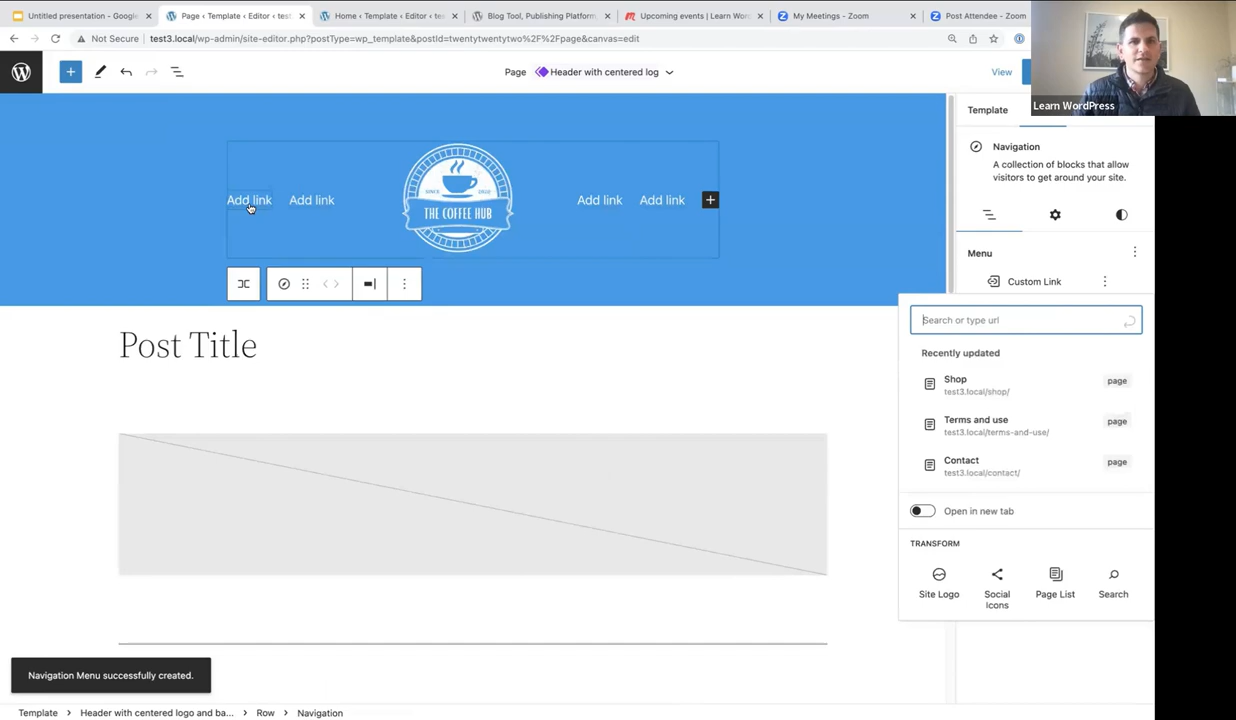 Untitled presentation - Google
Page ‹ Template ‹ Editor ‹ test
Home ‹ Template ‹ Editor ‹ tes
Blog Tool, Publishing Platform,
Upcoming events | Learn Wor
My Meetings - Zoom
Post Attendee - Zoom
Not Secure
test3.local/wp-admin/site-editor.php?postType=wp_template&postId=twentytwentytwo%2F%2Fpage&canvas=edit
Page
Header with centered log
View
Learn WordPress
Template
Navigation
A collection of blocks that allow
visitors to get around your site.
Add link
Add link
SINCE
THE COFFEE HUB
Add link
Add link
Menu
Custom Link
Search or type url
Recently updated
Shop
page
test3.local/shop/
Terms and use
page
test3.local/terms-and-use/
Contact
page
test3.local/contact/
Open in new tab
TRANSFORM
Site Logo
Social
Icons
Page List
Search
Post Title
Navigation Menu successfully created.
Template
Header with centered logo and ba...
Row
Navigation